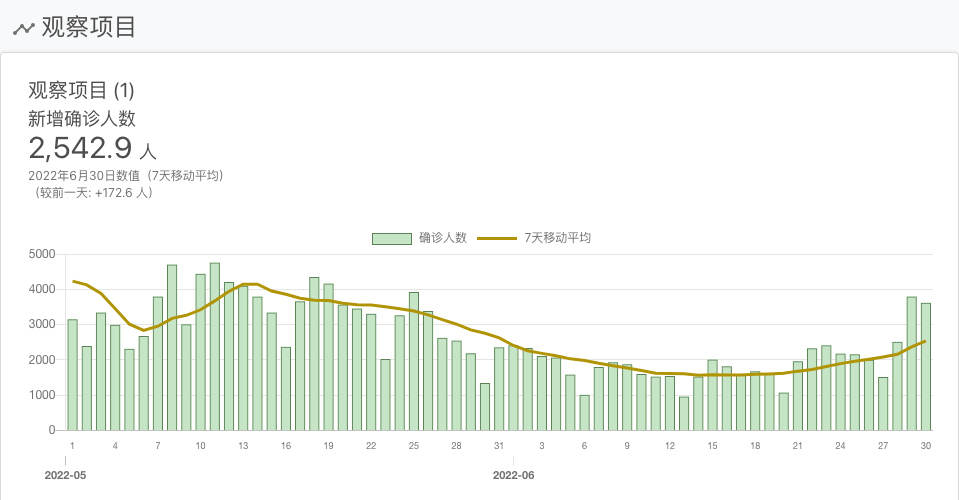 观察项目
观察项目 (1)
新增确诊人数
2,542.9 人
2022年6月30日数值（7天移动平均）
（较前一天: +172.6 人）
确诊人数 7天移动平均
5000
4000
3000
2000
1000
0
1 4 7 10 13 16 19 22 25 28 31 3 6 9 12 15 18 21 24 27 30
2022-05 2022-06